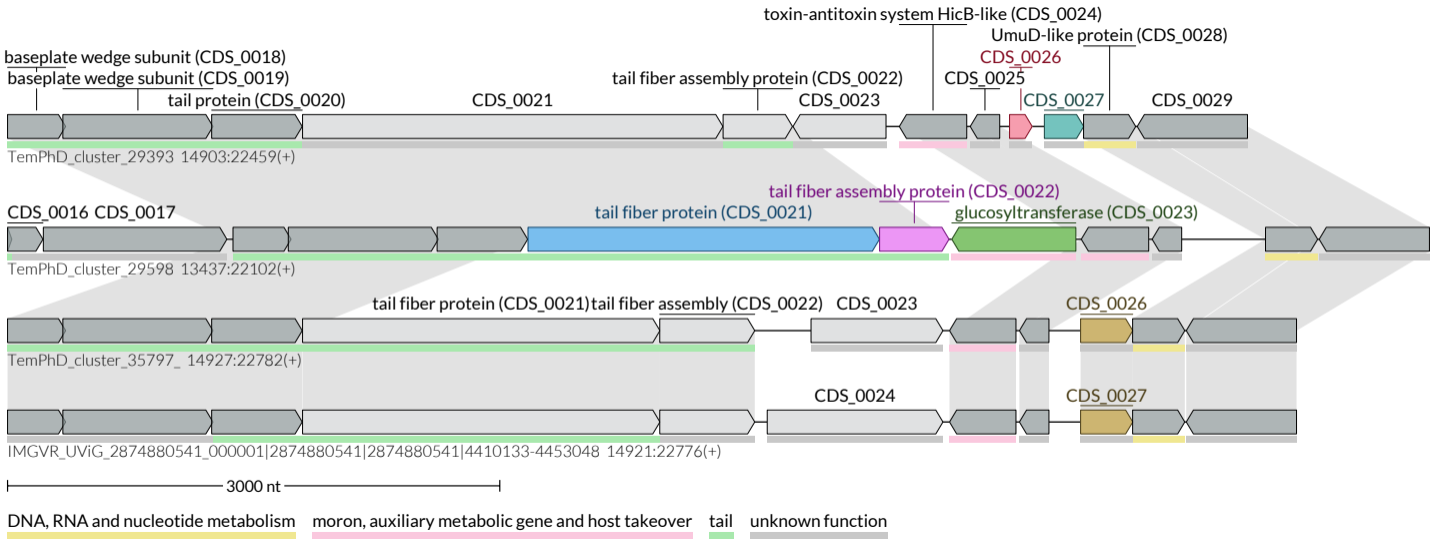 toxin-antitoxin system HicB-like (CDS_0024)
UmuD-like protein (CDS_0028)
baseplate wedge subunit (CDS_0018)
CDS_0026
baseplate wedge subunit (CDS_0019)
tail fiber assembly protein (CDS_0022)
CDS_0025
tail protein (CDS_0020)
CDS_0021
CDS_0023
CDS_0027
CDS_0029
TemPhD_cluster_29393 14903:22459(+)
tail fiber assembly protein (CDS_0022)
CDS_0016 CDS_0017
tail fiber protein (CDS_0021)
glucosyltransferase (CDS_0023)
TemPhD_cluster_29598 13437:22102(+)
tail fiber protein (CDS_0021) tail fiber assembly (CDS_0022)
CDS_0023
CDS_0026
TemPhD_cluster_35797_ 14927:22782(+)
CDS_0024
CDS_0027
IMGVR_UViG_2874880541_000001|2874880541|2874880541|4410133-4453048 14921:22776(+)
3000 nt
DNA, RNA and nucleotide metabolism
moron, auxiliary metabolic gene and host takeover
tail
unknown function